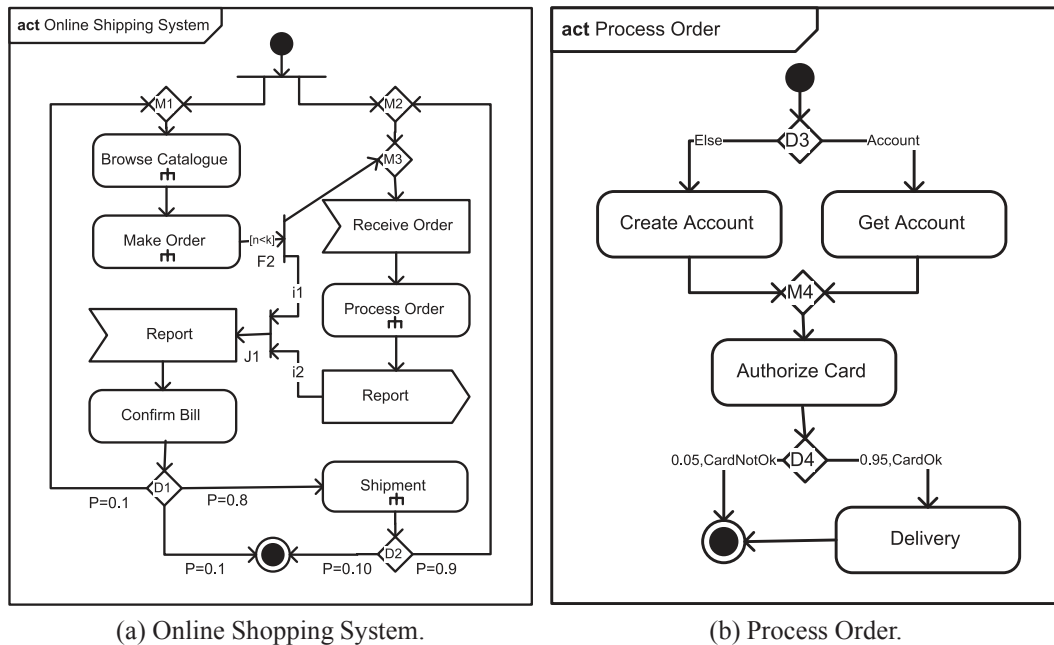 act Online Shopping System
M1
M2
Browse Catalogue
M3
Make Order
[n<k]
F2
Receive Order
i1
Process Order
Report
J1
i2
Report
Confirm Bill
D1
P=0.1
P=0.8
Shipment
D2
P=0.1
P=0.10
P=0.9
(a) Online Shopping System.
act Process Order
D3
Else
Account
Create Account
Get Account
M4
Authorize Card
0.05,CardNotOk
D4
0.95,CardOk
Delivery
(b) Process Order.